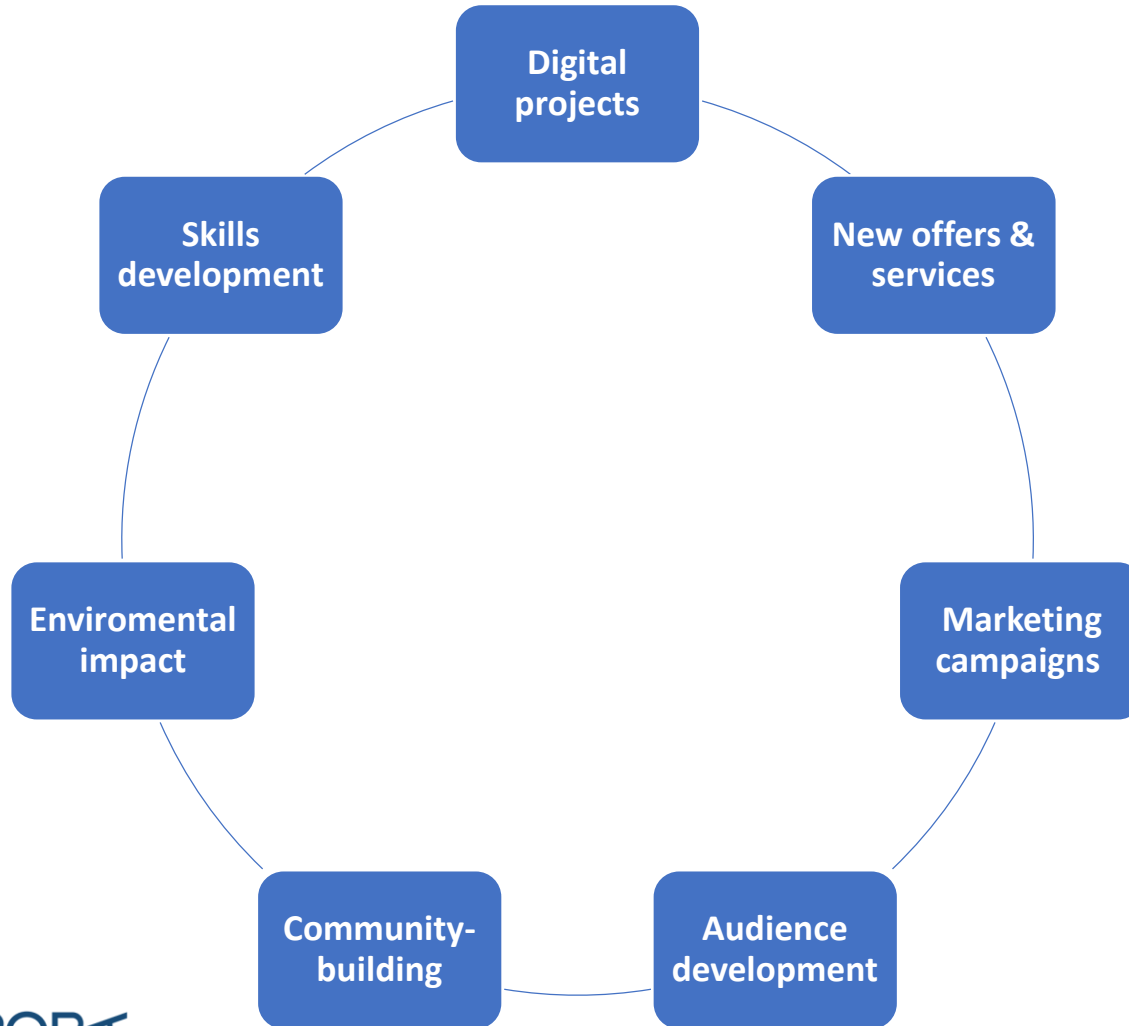 Digital
projects
New offers &
services
Marketing
campaigns
Audience
development
Community-
building
Enviromental
impact
Skills
development